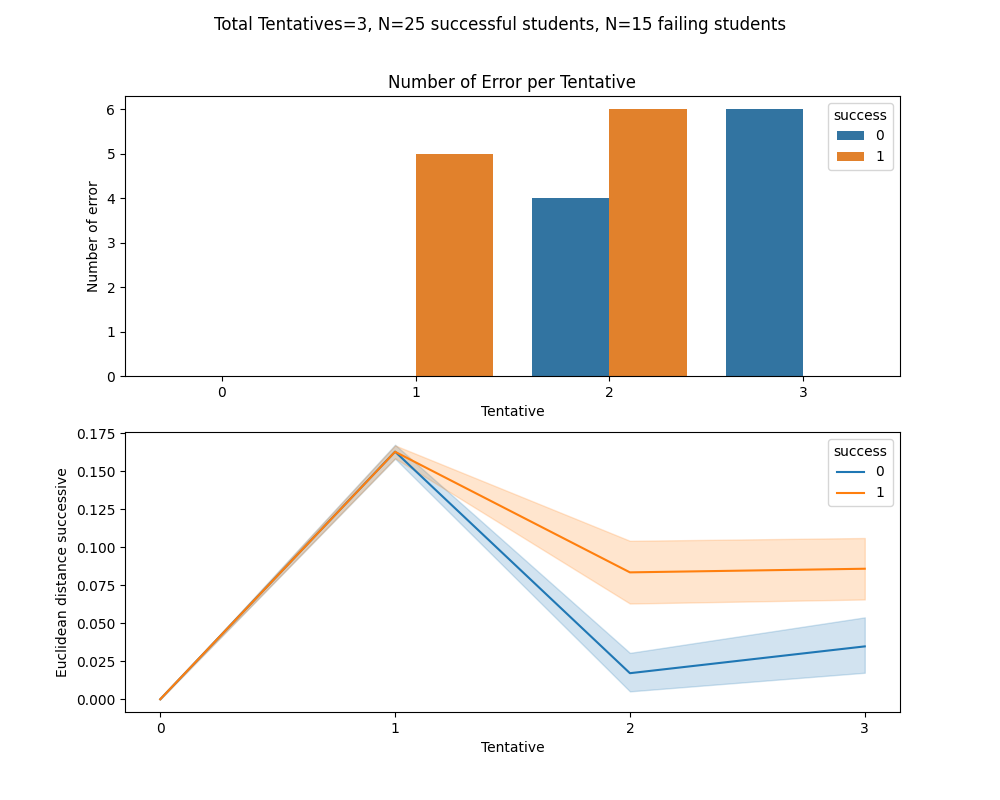 Total Tentatives=3, N=25 successful students, N=15 failing students
Number of Error per Tentative
Number of error
6
5
4
3
2
1
0
success
0
1
0 1 2 3
Tentative
Euclidean distance successive
0.175
0.150
0.125
0.100
0.075
0.050
0.025
0.000
success
0
1
0 1 2 3
Tentative